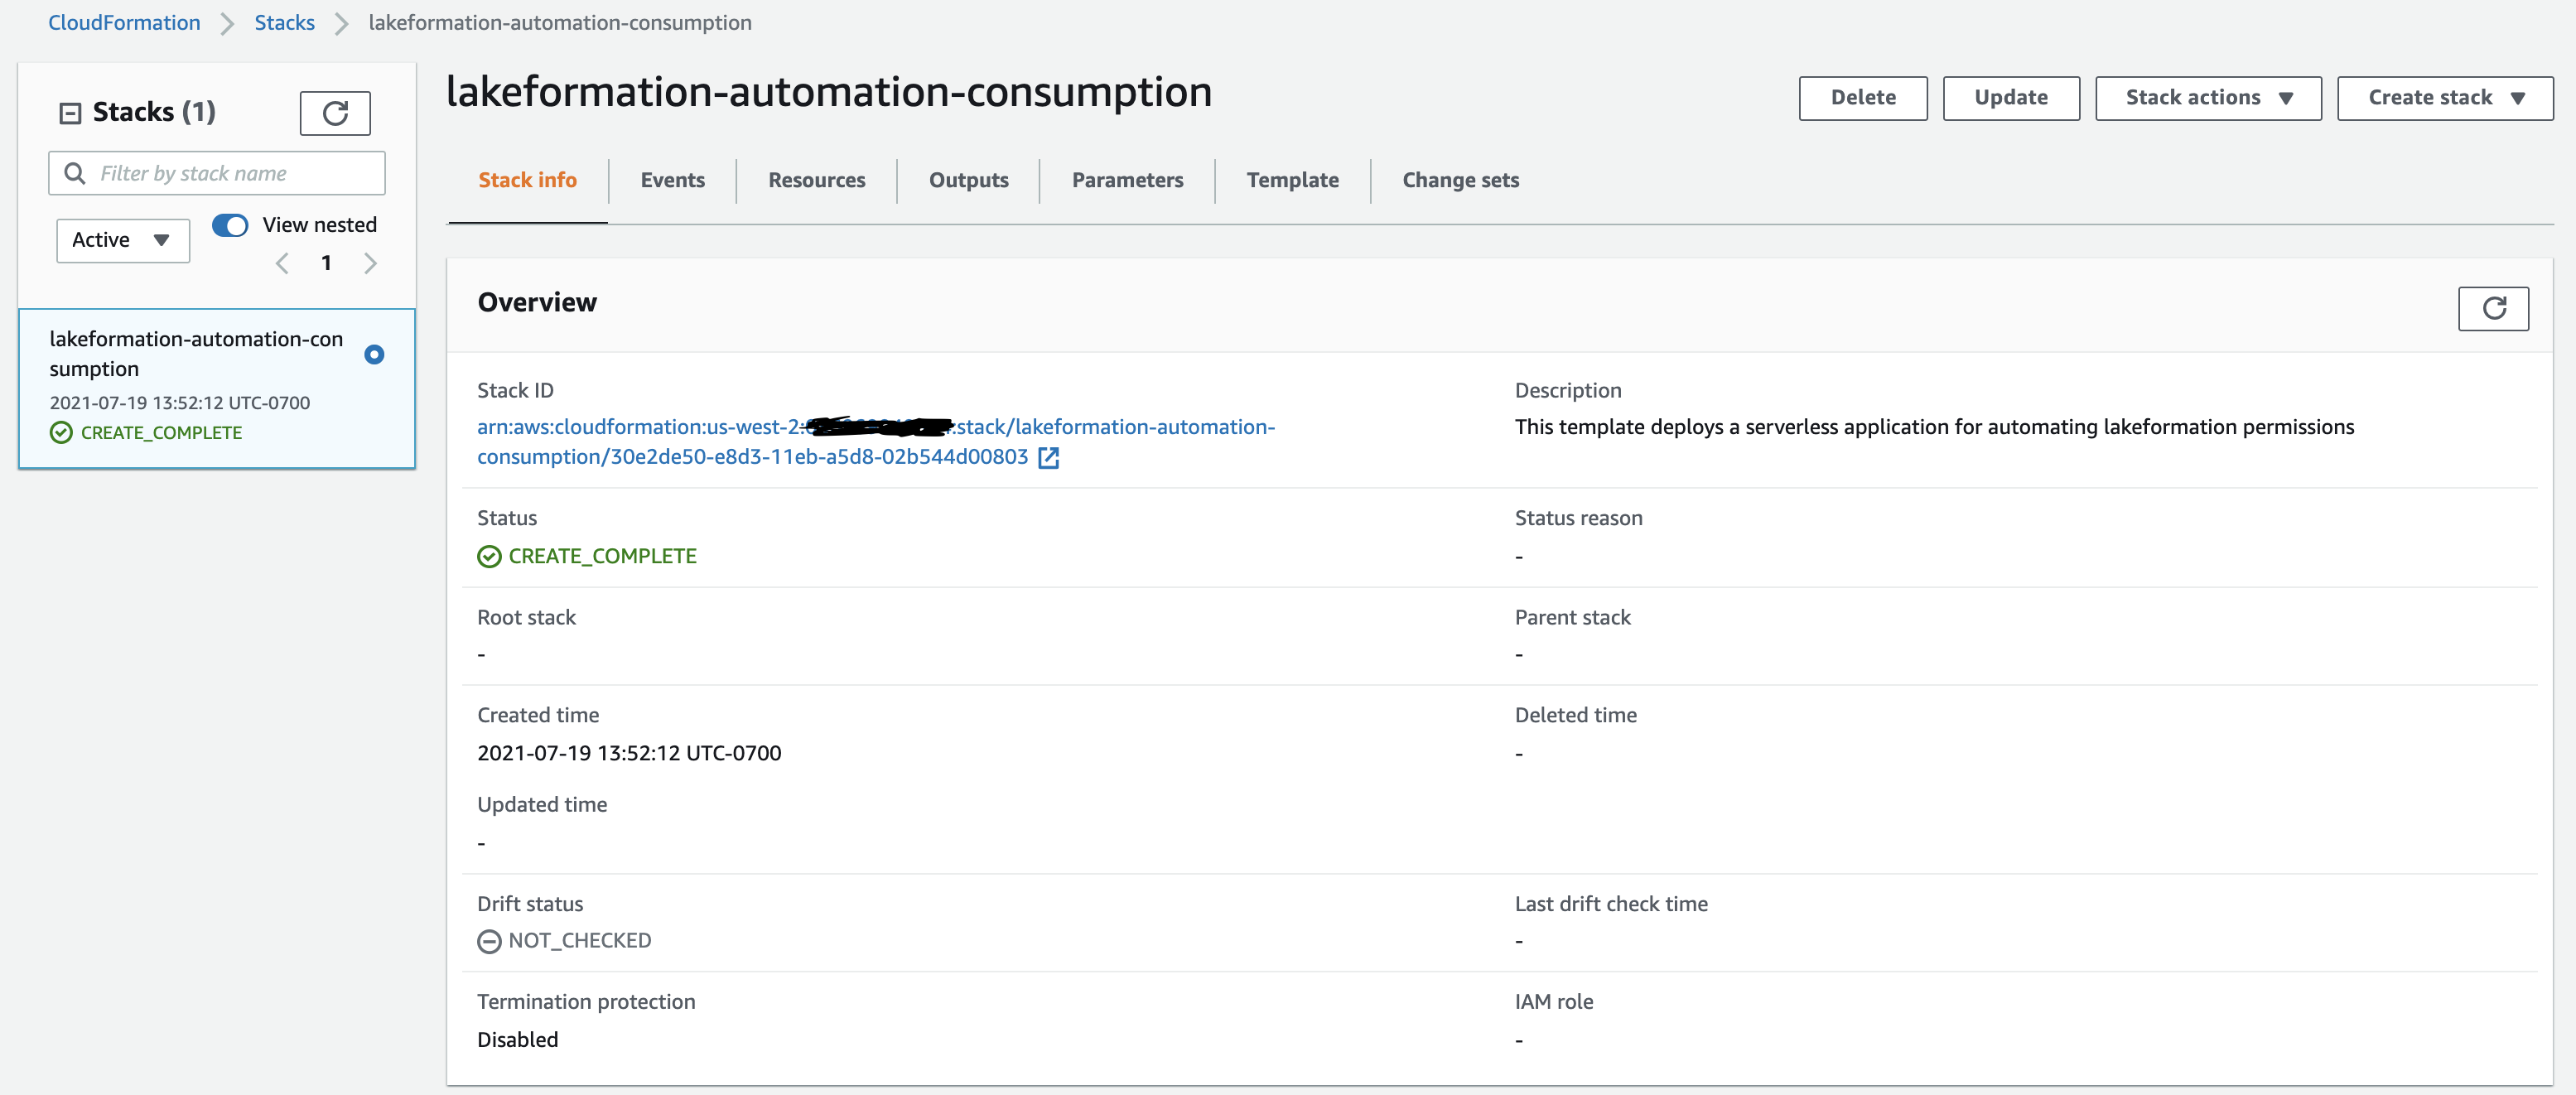 CloudFormation > Stacks > lakeformation-automation-consumption
Stacks (1)
Filter by stack name
Active
View nested
1
lakeformation-automation-con
sumption
2021-07-19 13:52:12 UTC-0700
CREATE_COMPLETE
lakeformation-automation-consumption
Delete
Update
Stack actions
Create stack
Stack info
Events
Resources
Outputs
Parameters
Template
Change sets
Overview
Stack ID
arn:aws:cloudformation:us-west-2: :stack/lakeformation-automation-
consumption/30e2de50-e8d3-11eb-a5d8-02b544d00803
Description
This template deploys a serverless application for automating lakeformation permissions
Status
CREATE_COMPLETE
Status reason
-
Root stack
-
Parent stack
-
Created time
2021-07-19 13:52:12 UTC-0700
Deleted time
-
Updated time
-
Drift status
NOT_CHECKED
Last drift check time
-
Termination protection
Disabled
IAM role
-